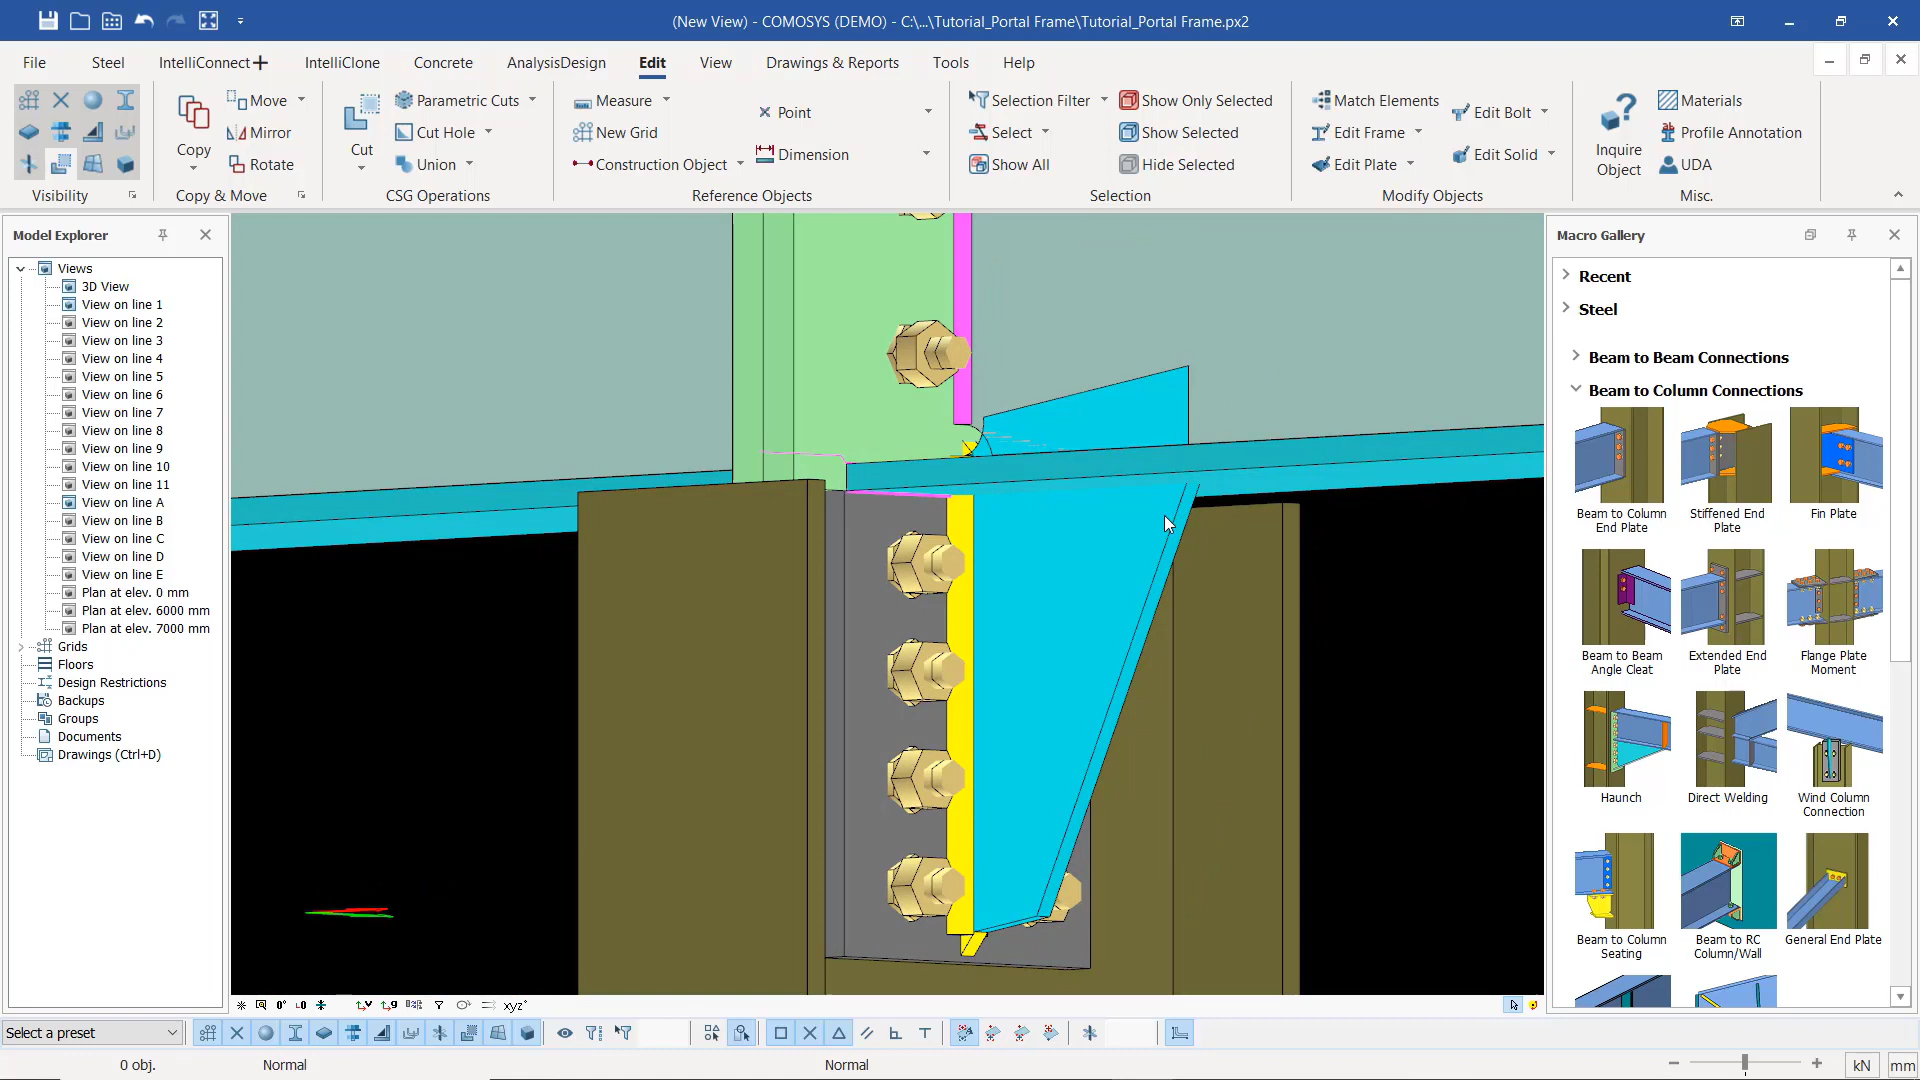 (New View) - COMOSYS (DEMO) - C:\...\Tutorial_Portal Frame\Tutorial_Portal Frame.px2
File Steel IntelliConnect IntelliClone Concrete AnalysisDesign Edit View Drawings & Reports Tools Help
Visibility
Copy
Move
Mirror
Rotate
Copy & Move
Cut
Parametric Cuts
Cut Hole
Union
CSG Operations
Measure
New Grid
Construction Object
Point
Dimension
Reference Objects
Selection Filter
Select
Show All
Show Only Selected
Show Selected
Hide Selected
Selection
Match Elements
Edit Frame
Edit Plate
Edit Bolt
Edit Solid
Modify Objects
Inquire
Object
Materials
Profile Annotation
UDA
Misc.
Model Explorer
Views
3D View
View on line 1
View on line 2
View on line 3
View on line 4
View on line 5
View on line 6
View on line 7
View on line 8
View on line 9
View on line 10
View on line 11
View on line A
View on line B
View on line C
View on line D
View on line E
Plan at elev. 0 mm
Plan at elev. 6000 mm
Plan at elev. 7000 mm
Grids
Floors
Design Restrictions
Backups
Groups
Documents
Drawings (Ctrl+D)
Macro Gallery
Recent
Steel
Beam to Beam Connections
Beam to Column Connections
Beam to Column
End Plate
Stiffened End
Plate
Fin Plate
Beam to Beam
Angle Cleat
Extended End
Plate
Flange Plate
Moment
Haunch
Direct Welding
Wind Column
Connection
Beam to Column
Seating
Beam to RC
Column/Wall
General End Plate
xyz
Select a preset
0 obj.
Normal
Normal
kN
mm